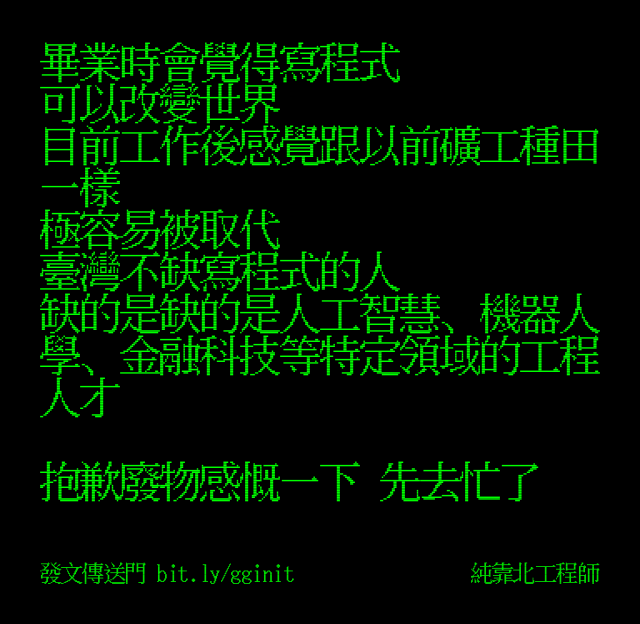 畢業時會覺得寫程式
可以改變世界
目前工作後感覺跟以前礦工種田
一樣
極容易被取代
臺灣不缺寫程式的人
缺的是缺的是人工智慧、機器人
學、金融科技等特定領域的工程
人才
抱歉廢物感慨一下 先去忙了
發文傳送門 bit.ly/gginit
純靠北工程師